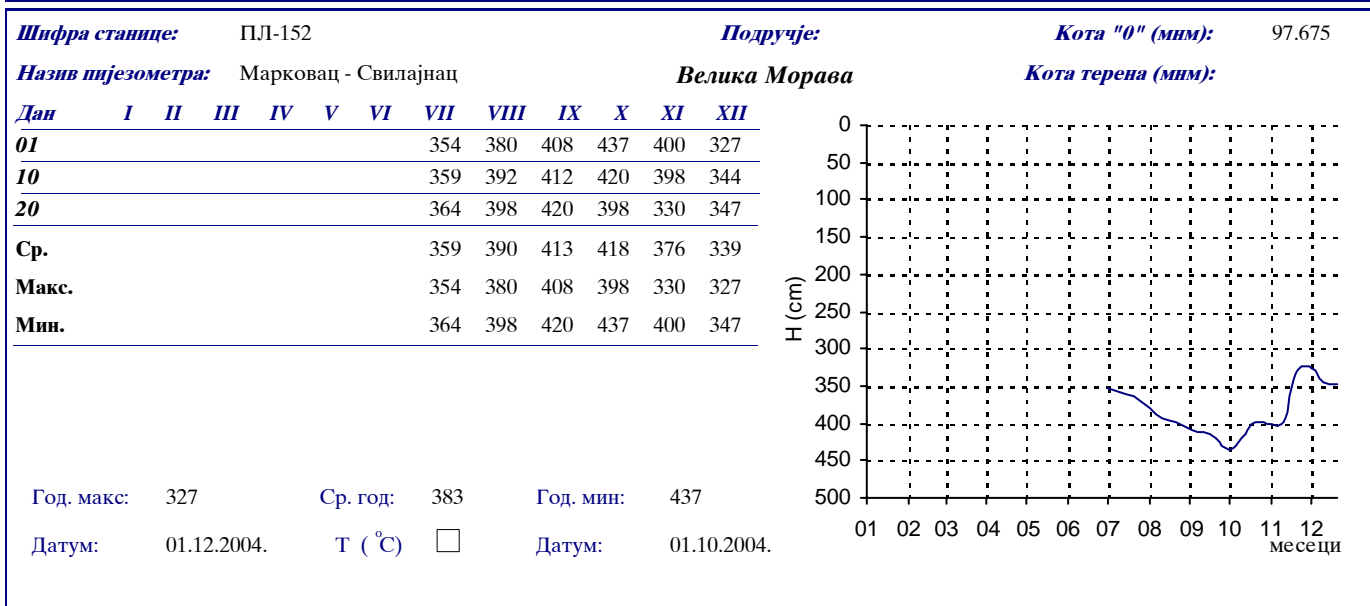 Шифра станице: ПЛ-152 Подручје: Кота "0" (мнм): 97.675
Назив пијезометра: Марковац - Свилајнац Велика Морава Кота терена (мнм):
Дан I II III IV V VI VII VIII IX X XI XII
01 354 380 408 437 400 327
10 359 392 412 420 398 344
20 364 398 420 398 330 347
Ср. 359 390 413 418 376 339
Макс. 354 380 408 398 330 327
Мин. 364 398 420 437 400 347
Год. макс: 327 Ср. год: 383 Год. мин: 437
Датум: 01.12.2004. Т ( °C) Датум: 01.10.2004.
H (cm)
0
50
100
150
200
250
300
350
400
450
500
01 02 03 04 05 06 07 08 09 10 11 12
месеци